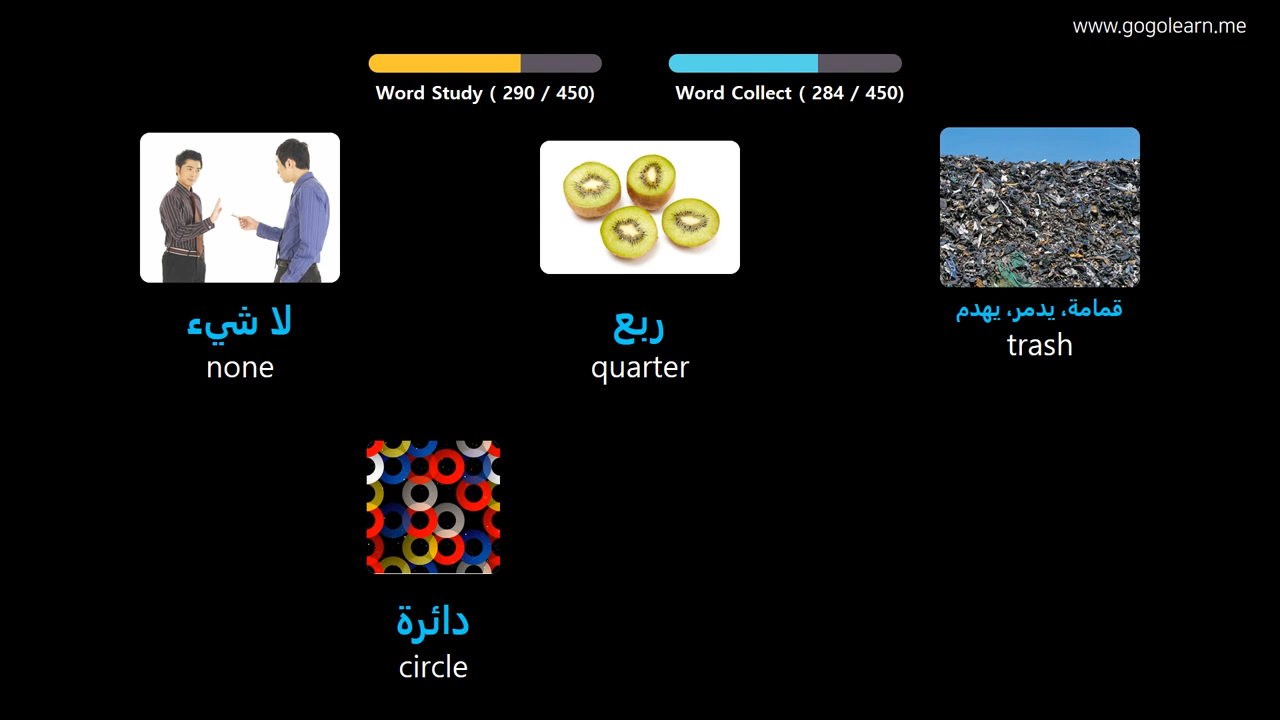 www.gogolearn.me
Word Study ( 290 / 450)
Word Collect ( 284 / 450)
لا شيء
none
ربع
quarter
قمامة، يدمر، يهدم
trash
دائرة
circle